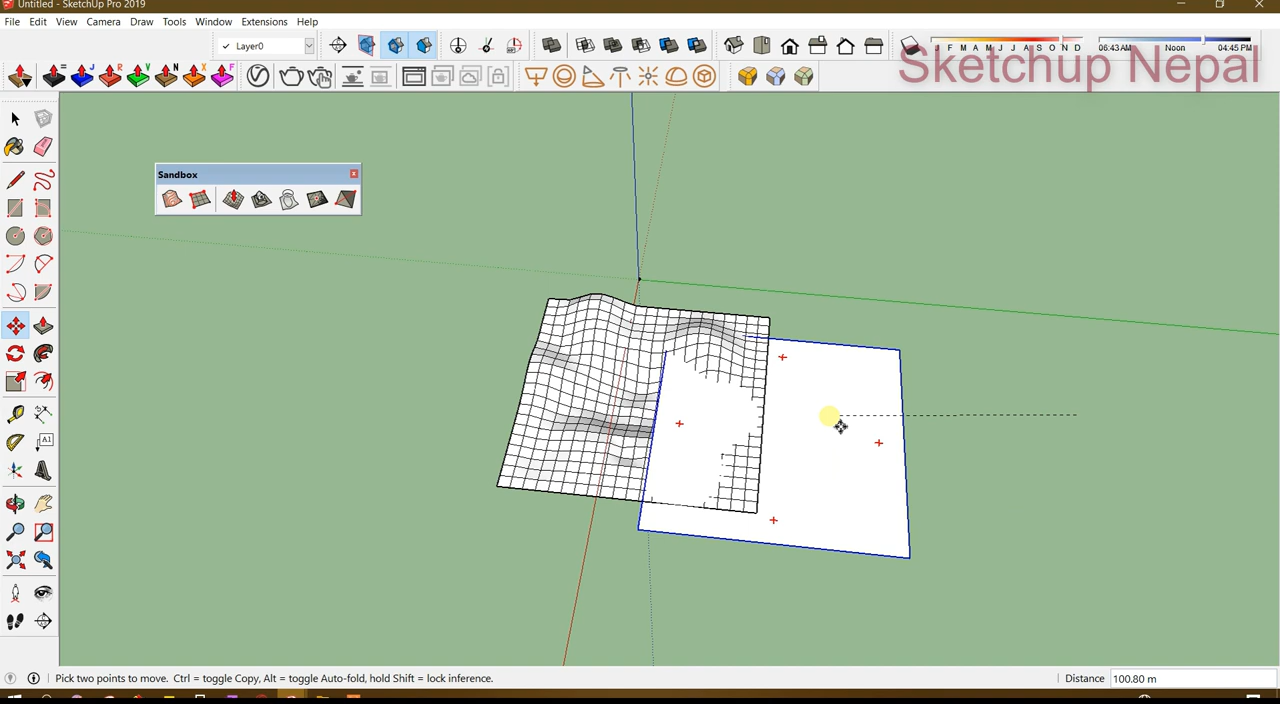 Untitled - SketchUp Pro 2019
File Edit View Camera Draw Tools Window Extensions Help
✓ Layer0
J F M A M J J A S O N D
06:43 AM Noon 04:45 PM
Sketchup Nepal
= J R V N X F
Sandbox
A1
Pick two points to move. Ctrl = toggle Copy, Alt = toggle Auto-fold, hold Shift = lock inference.
Distance 100.80 m